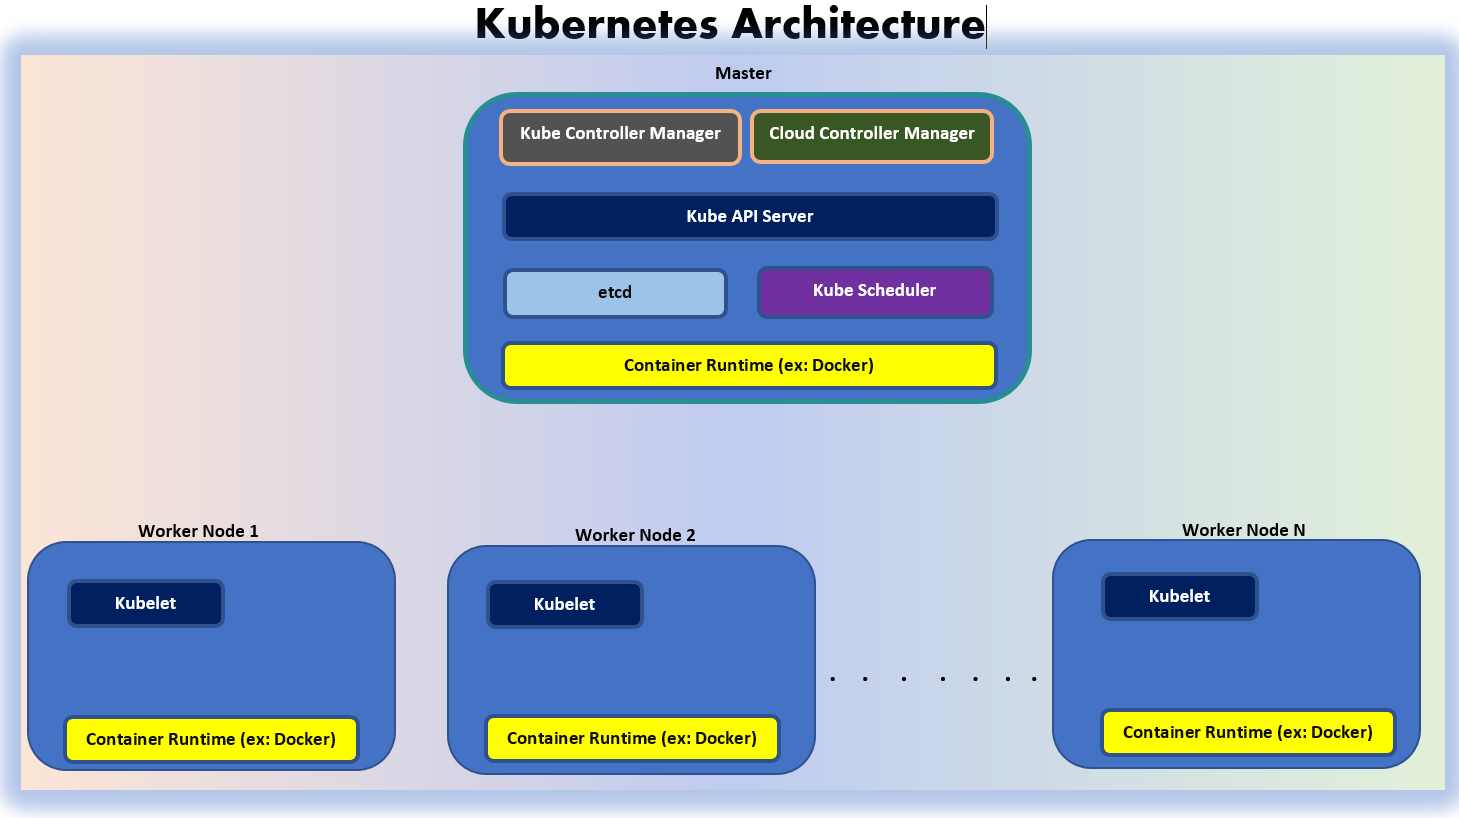 Kubernetes Architecture
Master
Kube Controller Manager
Cloud Controller Manager
Kube API Server
etcd
Kube Scheduler
Container Runtime (ex: Docker)
Worker Node 1
Worker Node 2
Worker Node N
Kubelet
Kubelet
Kubelet
. . . . . . .
Container Runtime (ex: Docker)
Container Runtime (ex: Docker)
Container Runtime (ex: Docker)